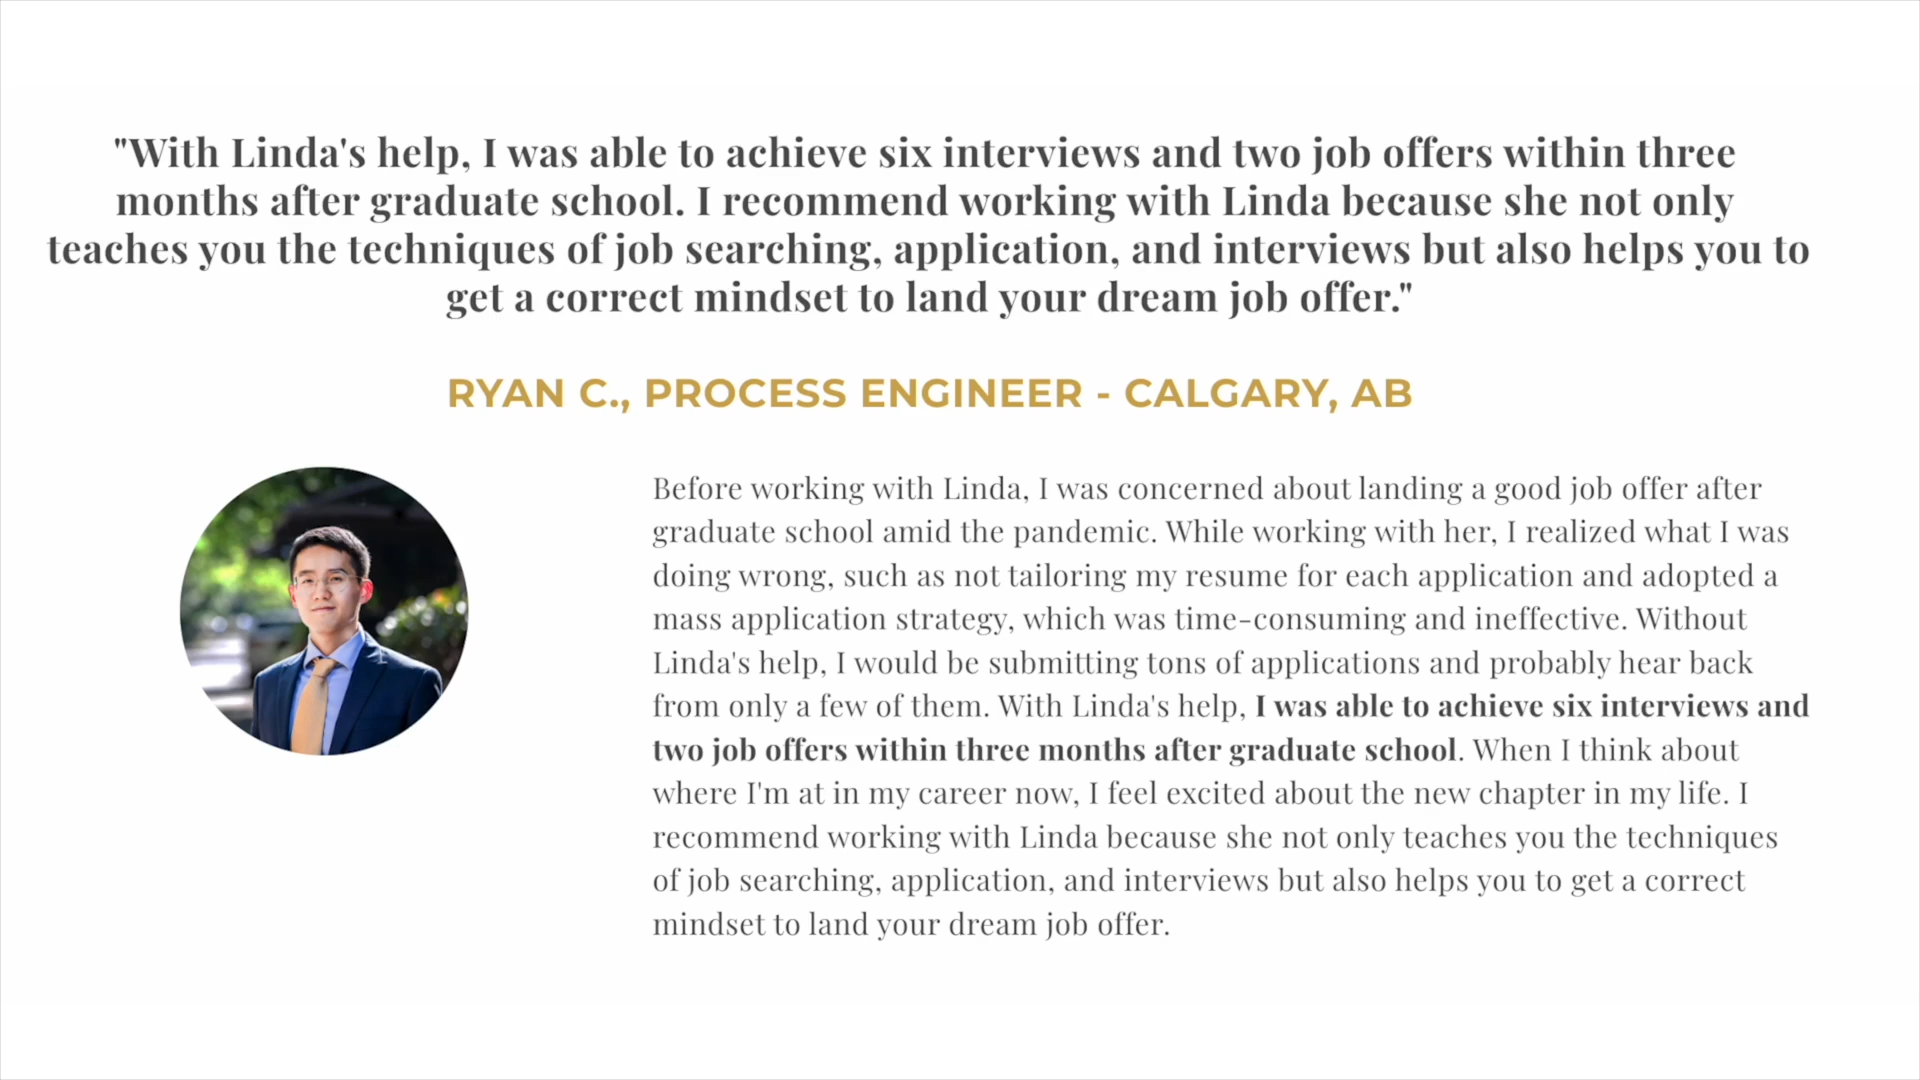 "With Linda's help, I was able to achieve six interviews and two job offers within three
months after graduate school. I recommend working with Linda because she not only
teaches you the techniques of job searching, application, and interviews but also helps you to
get a correct mindset to land your dream job offer."
RYAN C., PROCESS ENGINEER - CALGARY, AB
Before working with Linda, I was concerned about landing a good job offer after
graduate school amid the pandemic. While working with her, I realized what I was
doing wrong, such as not tailoring my resume for each application and adopted a
mass application strategy, which was time-consuming and ineffective. Without
Linda's help, I would be submitting tons of applications and probably hear back
from only a few of them. With Linda's help, I was able to achieve six interviews and
two job offers within three months after graduate school. When I think about
where I'm at in my career now, I feel excited about the new chapter in my life. I
recommend working with Linda because she not only teaches you the techniques
of job searching, application, and interviews but also helps you to get a correct
mindset to land your dream job offer.